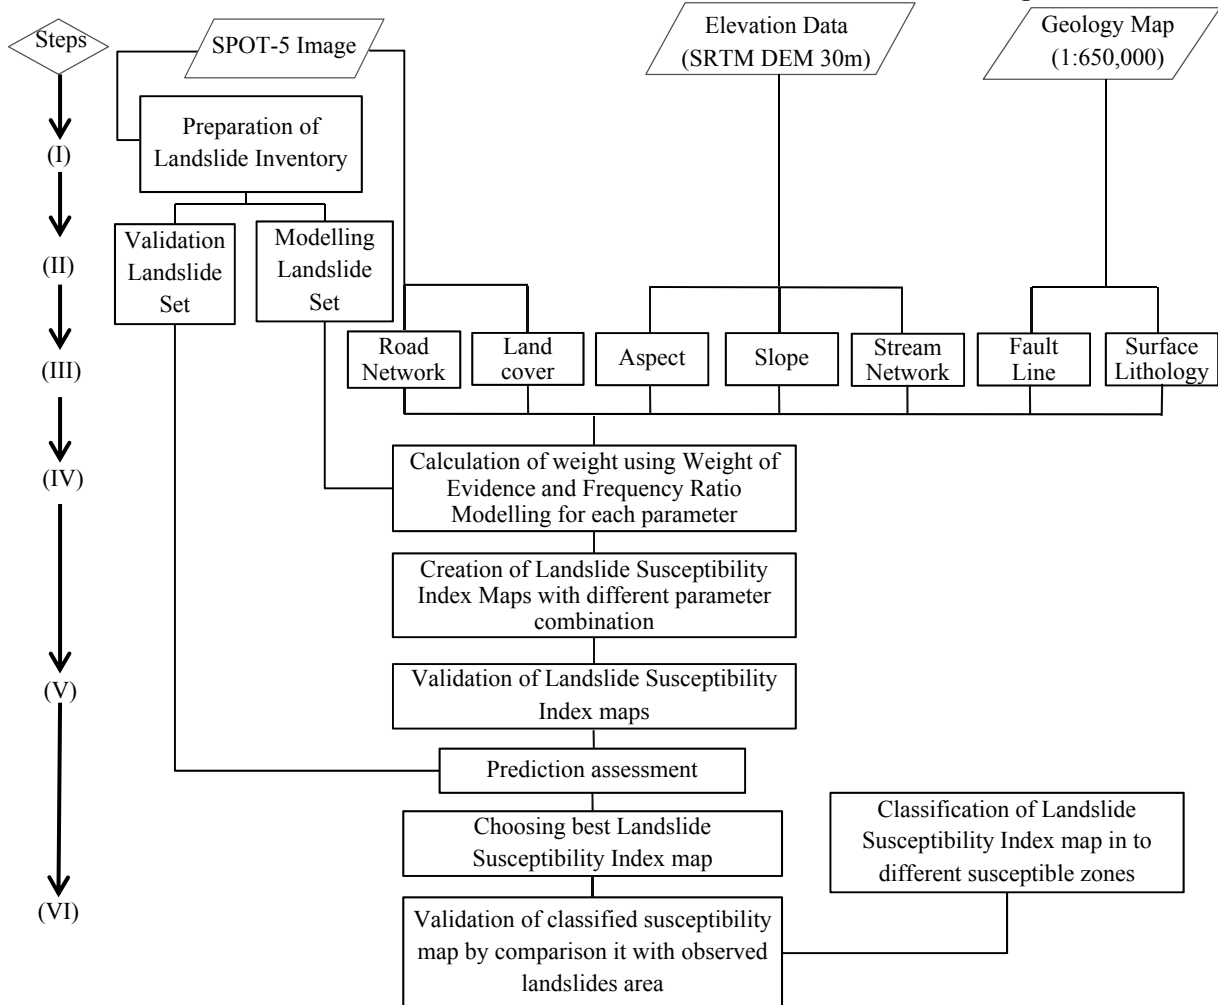 Steps
SPOT-5 Image
Elevation Data
(SRTM DEM 30m)
Geology Map
(1:650,000)
(I)
Preparation of
Landslide Inventory
(II)
Validation
Landslide
Set
Modelling
Landslide
Set
(III)
Road
Network
Land
cover
Aspect
Slope
Stream
Network
Fault
Line
Surface
Lithology
(IV)
Calculation of weight using Weight of
Evidence and Frequency Ratio
Modelling for each parameter
Creation of Landslide Susceptibility
Index Maps with different parameter
combination
(V)
Validation of Landslide Susceptibility
Index maps
Prediction assessment
Choosing best Landslide
Susceptibility Index map
Classification of Landslide
Susceptibility Index map in to
different susceptible zones
(VI)
Validation of classified susceptibility
map by comparison it with observed
landslides area